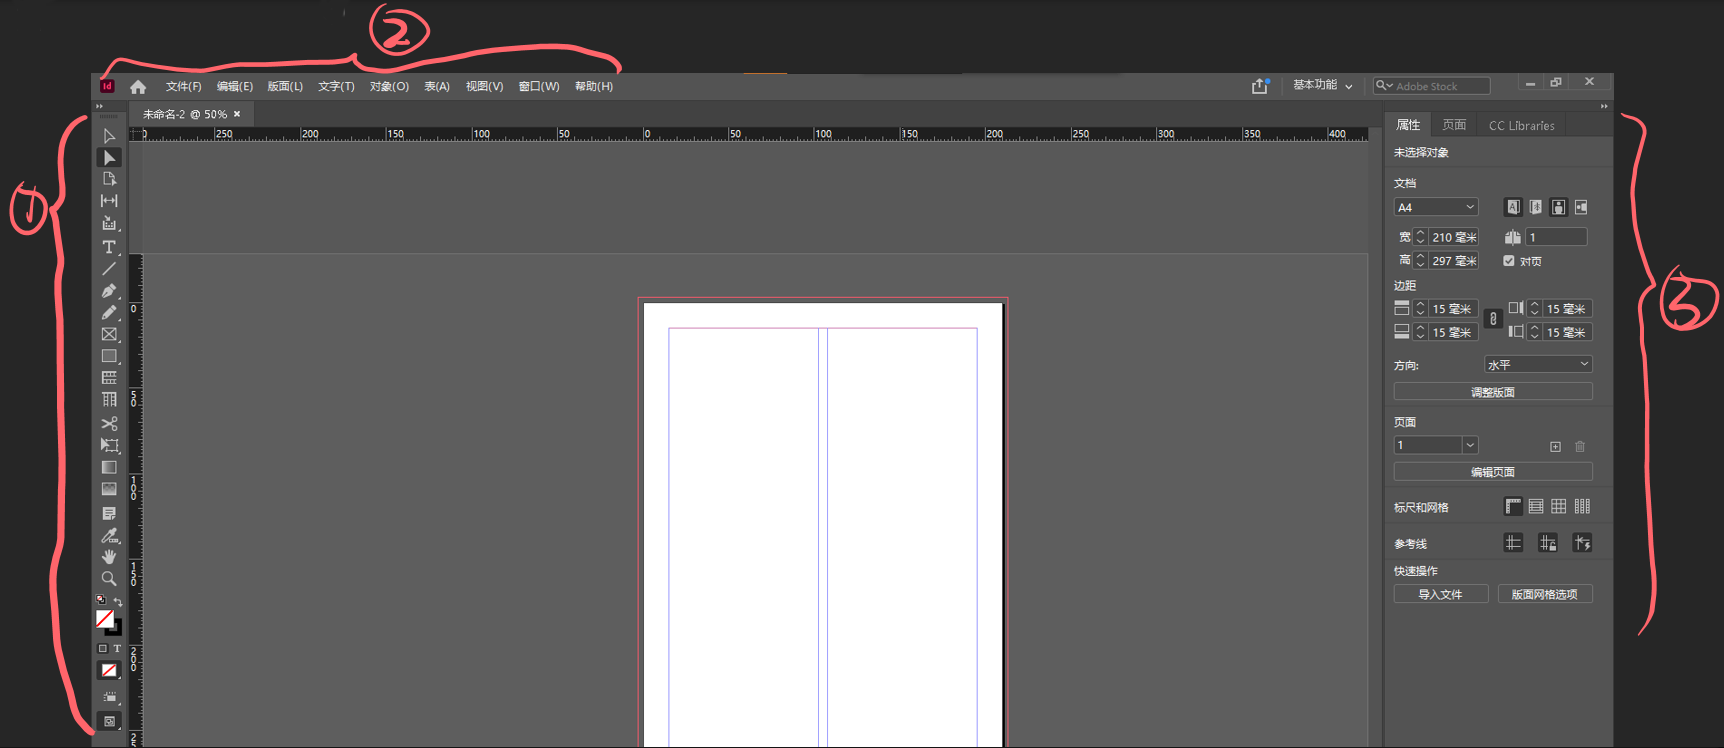 ②
Id 文件(F) 编辑(E) 版面(L) 文字(T) 对象(O) 表(A) 视图(V) 窗口(W) 帮助(H) 基本功能 Adobe Stock
未命名-2 @ 50% ×
250 200 150 100 50 0 50 100 150 200 250 300 350 400
属性 页面 CC Libraries
未选择对象
①
文档
A4
宽 210 毫米 1
高 297 毫米 对页
边距
15 毫米 15 毫米
15 毫米 15 毫米
③
方向: 水平
调整版面
页面
1
编辑页面
标尺和网格
参考线
快速操作
导入文件 版面网格选项
0
50
100
150
200
25
T
T